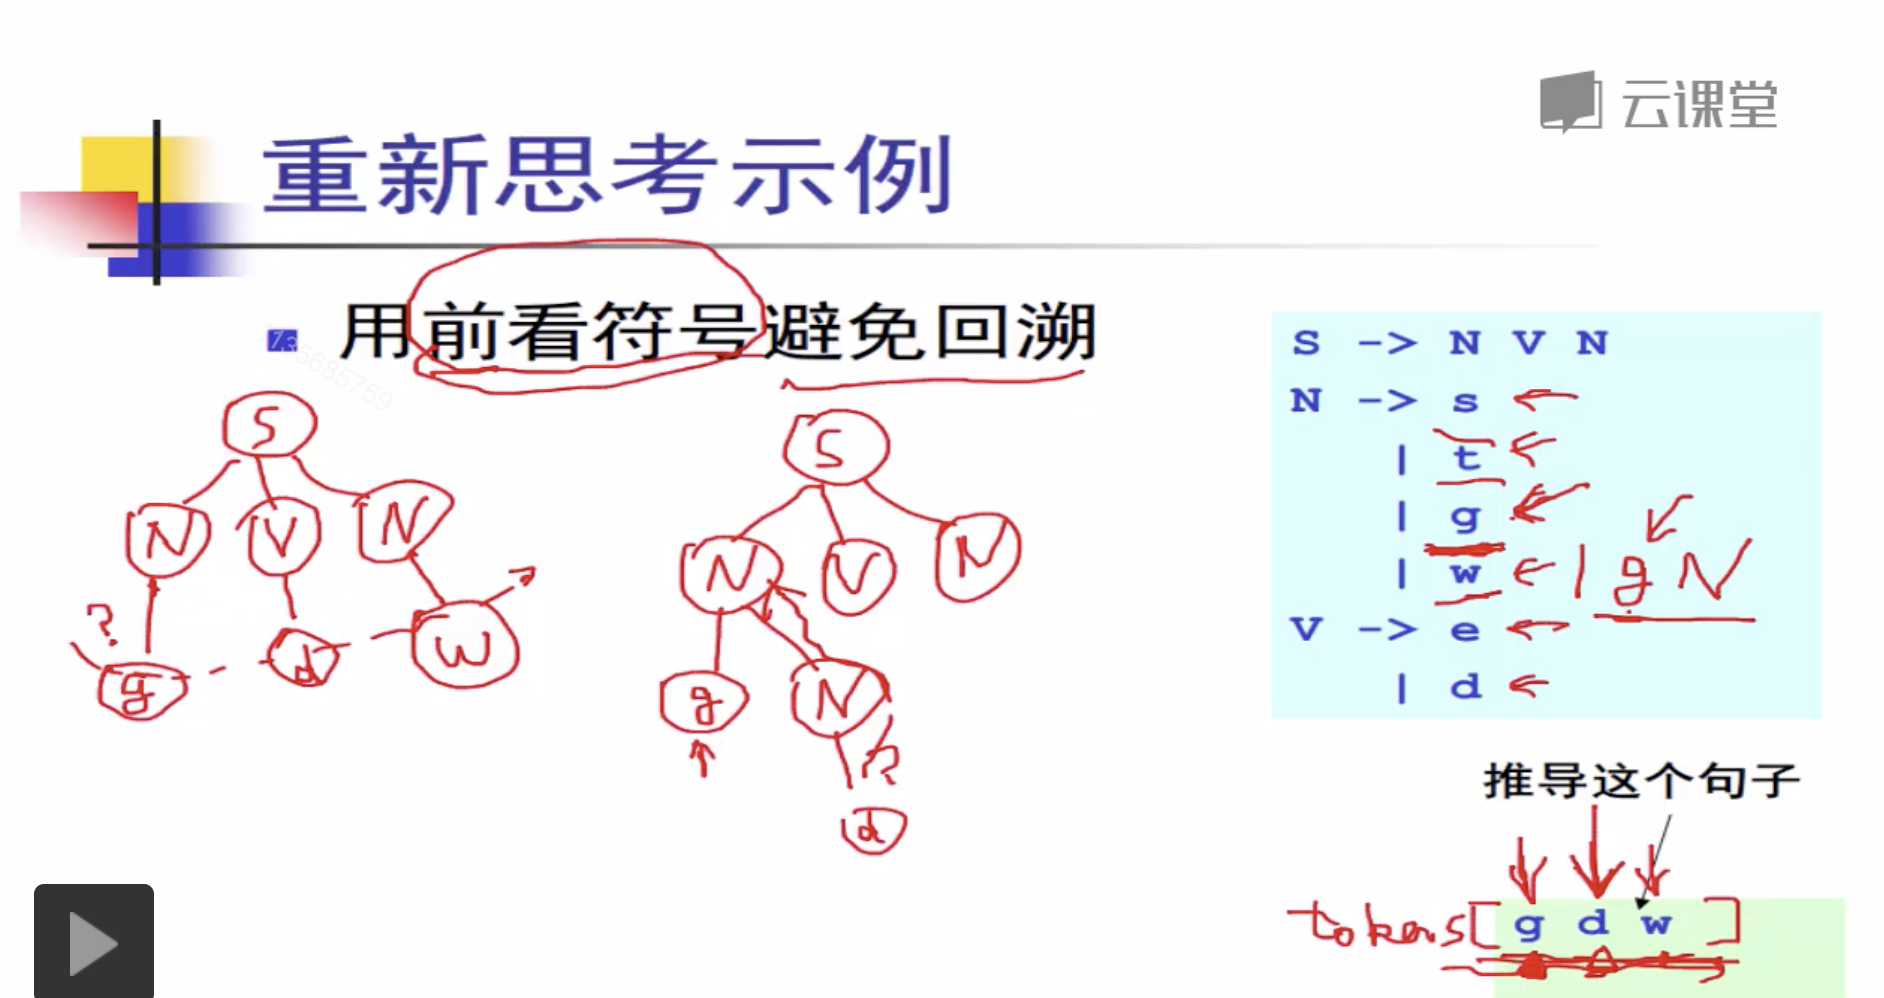 云课堂
重新思考示例
用前看符号避免回溯
S -> N V N
N -> s
| t
| g
| w | g N
V -> e
| d
S
N V N
?
g d w
S
N V N
g N
?
d
推导这个句子
tokens[ g d w ]